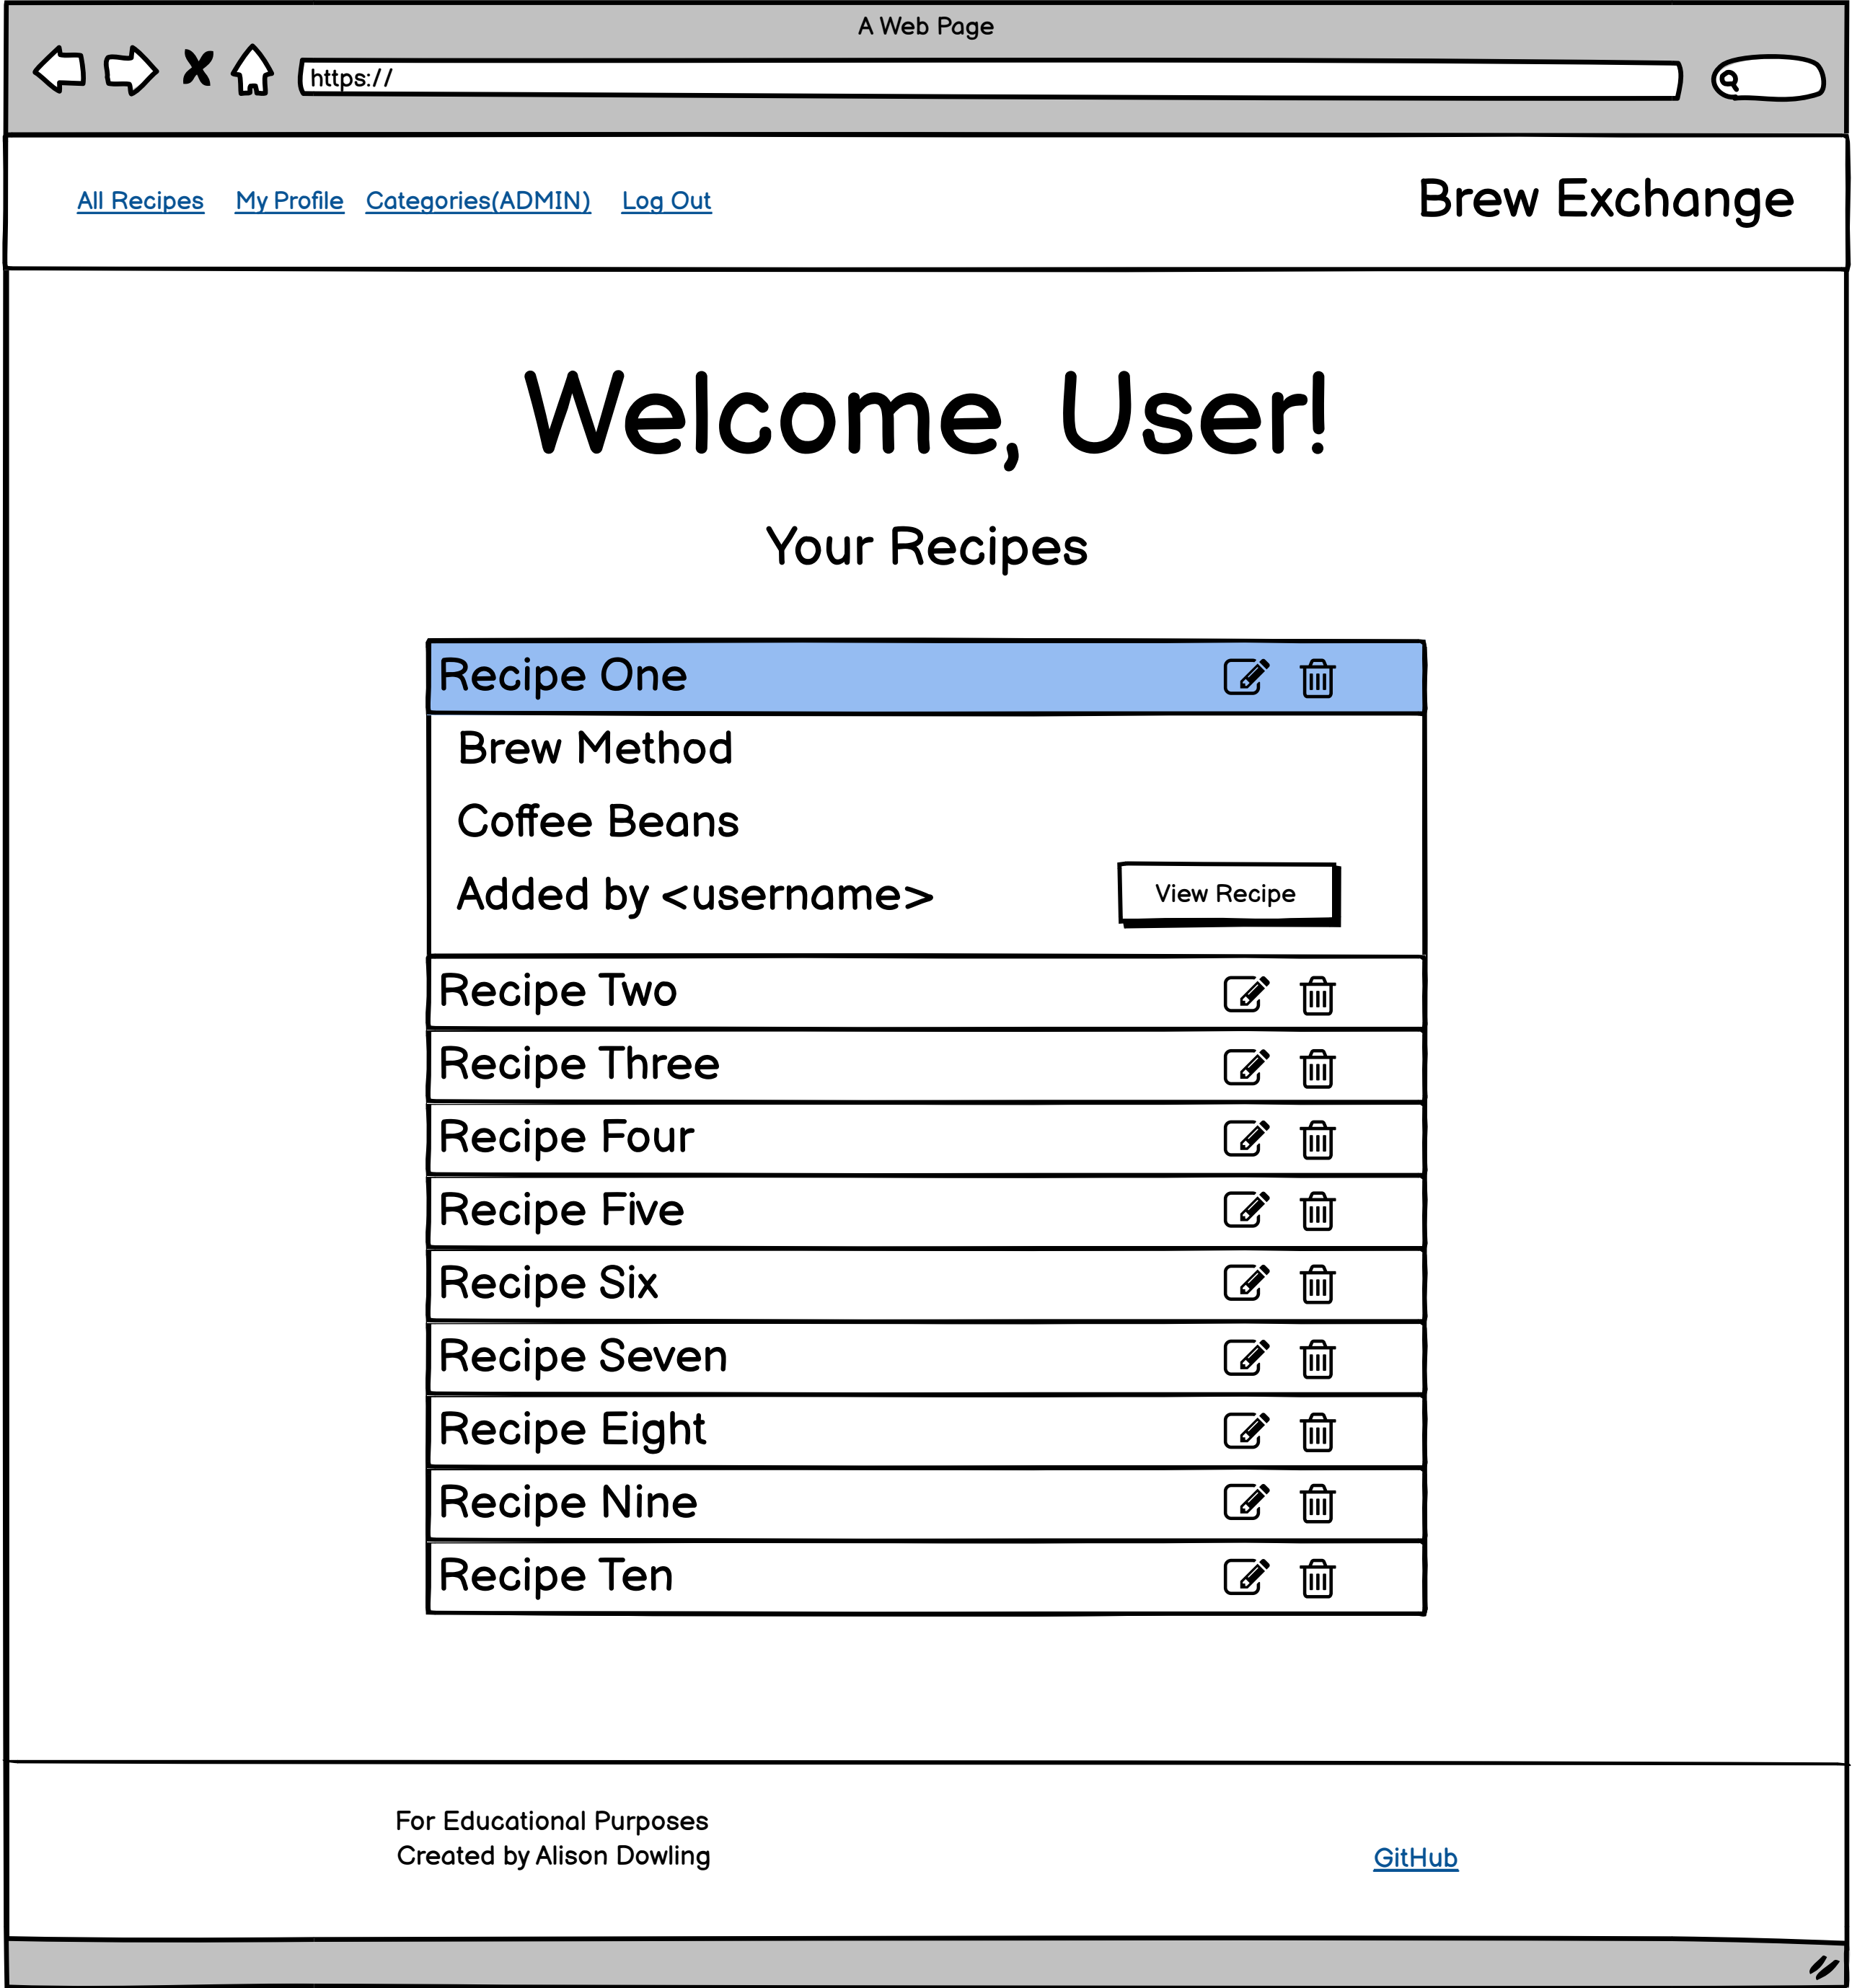 A Web Page
https://
All Recipes My Profile Categories(ADMIN) Log Out
Brew Exchange
Welcome, User!
Your Recipes
Recipe One
Brew Method
Coffee Beans
Added by <username>
View Recipe
Recipe Two
Recipe Three
Recipe Four
Recipe Five
Recipe Six
Recipe Seven
Recipe Eight
Recipe Nine
Recipe Ten
For Educational Purposes
Created by Alison Dowling
GitHub